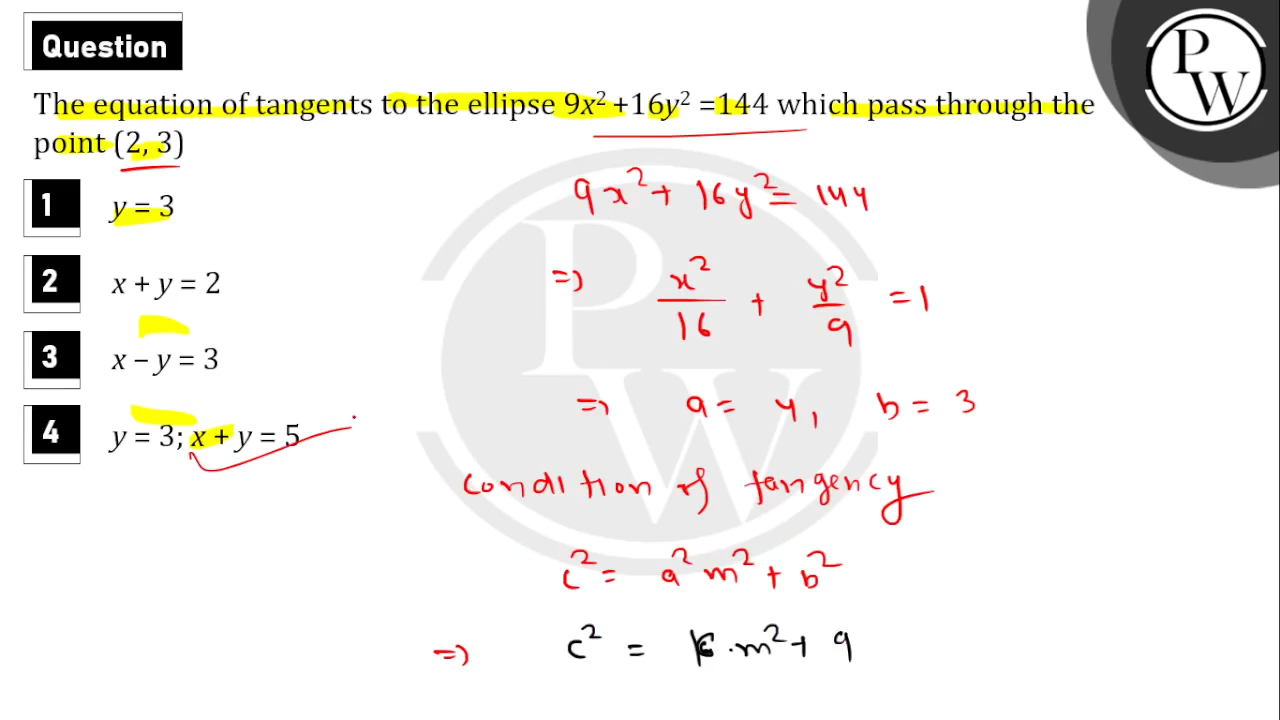 Question
The equation of tangents to the ellipse 9x² +16y² =144 which pass through the
point (2, 3)
1 y = 3
2 x + y = 2
3 x − y = 3
4 y = 3; x + y = 5
9x² + 16y² = 144
⇒ x²/16 + y²/9 = 1
⇒ a = 4, b = 3
condition of tangency
c² = a²m² + b²
⇒ c² = 16·m² + 9
PW
PW